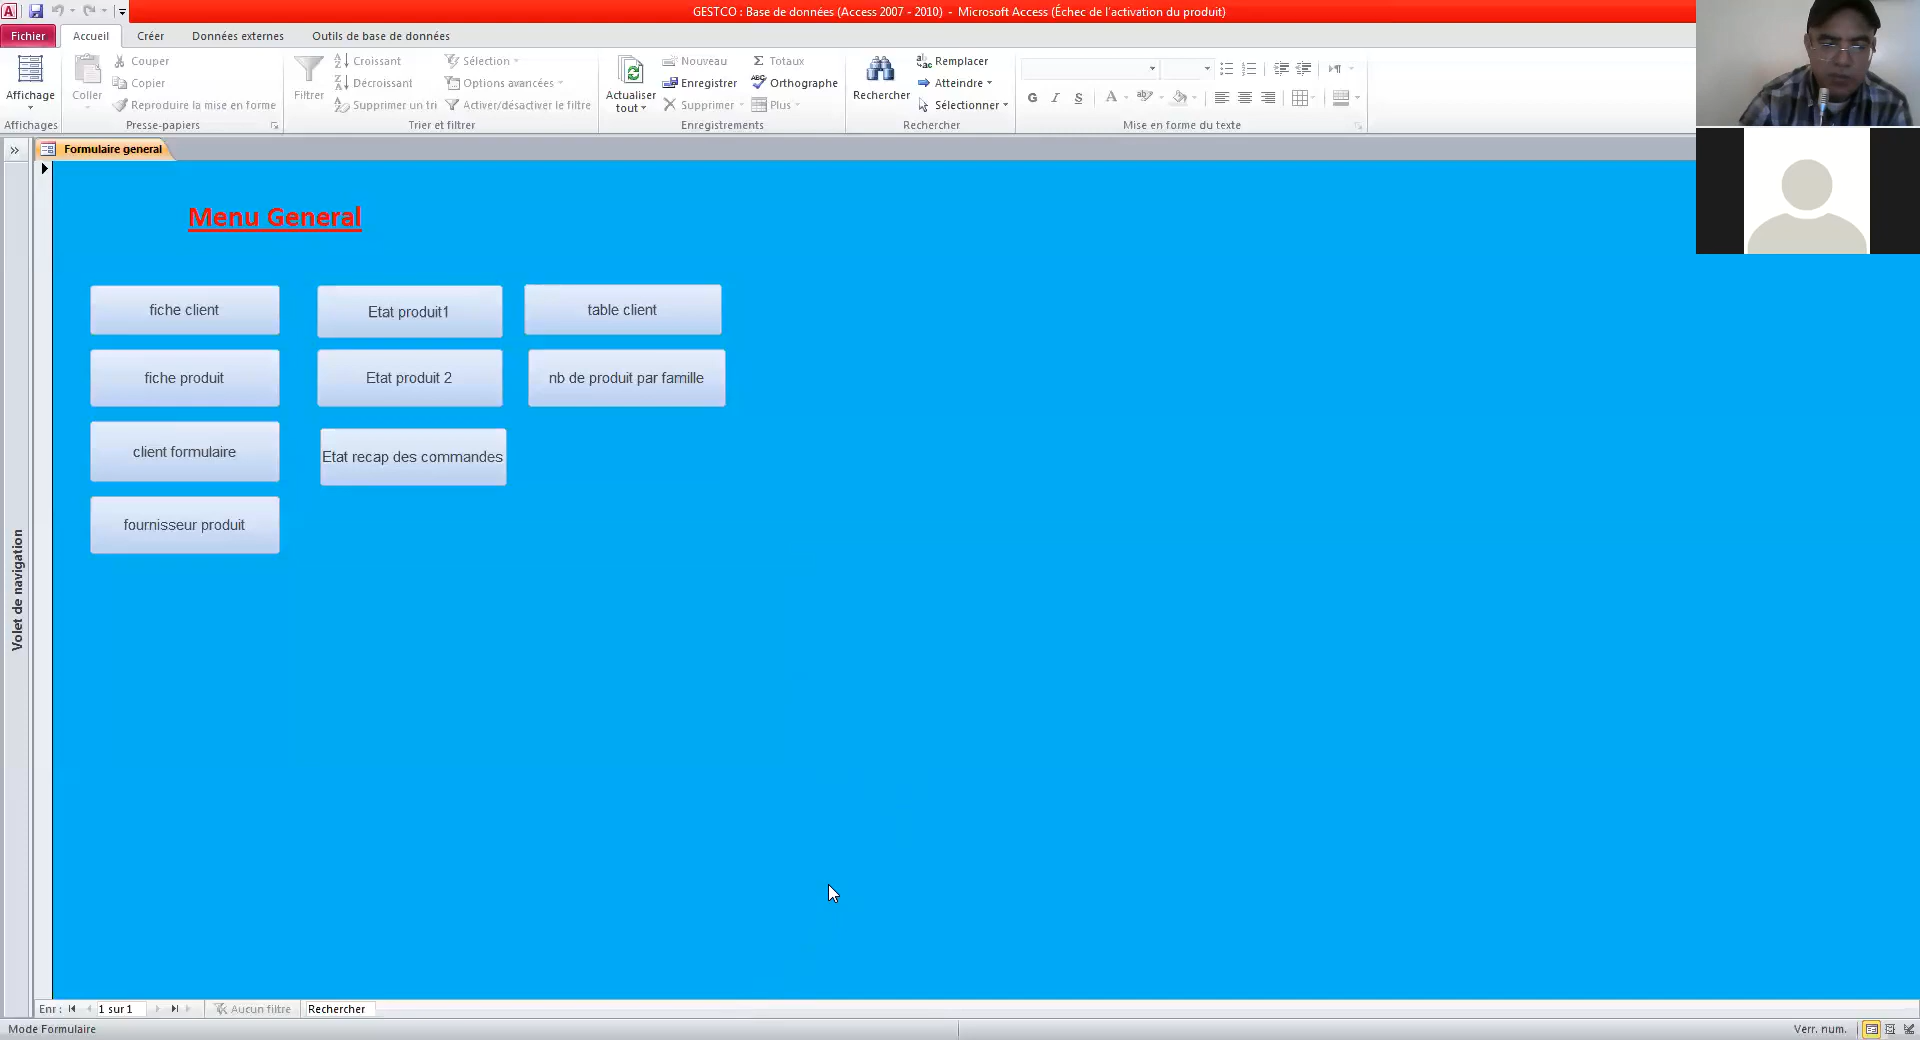 GESTCO : Base de données (Access 2007 - 2010) - Microsoft Access (Échec de l'activation du produit)
Fichier Accueil Créer Données externes Outils de base de données
Affichage
Affichages
Coller
Couper
Copier
Reproduire la mise en forme
Presse-papiers
Filtrer
Croissant
Décroissant
Supprimer un tri
Sélection
Options avancées
Activer/désactiver le filtre
Trier et filtrer
Actualiser
tout
Nouveau
Enregistrer
Supprimer
Totaux
Orthographe
Plus
Enregistrements
Rechercher
Remplacer
Atteindre
Sélectionner
Rechercher
G I S
Mise en forme du texte
Formulaire general
Volet de navigation
Menu General
fiche client
Etat produit1
table client
fiche produit
Etat produit 2
nb de produit par famille
client formulaire
Etat recap des commandes
fournisseur produit
Enr : 1 sur 1 Aucun filtre Rechercher
Mode Formulaire
Verr. num.